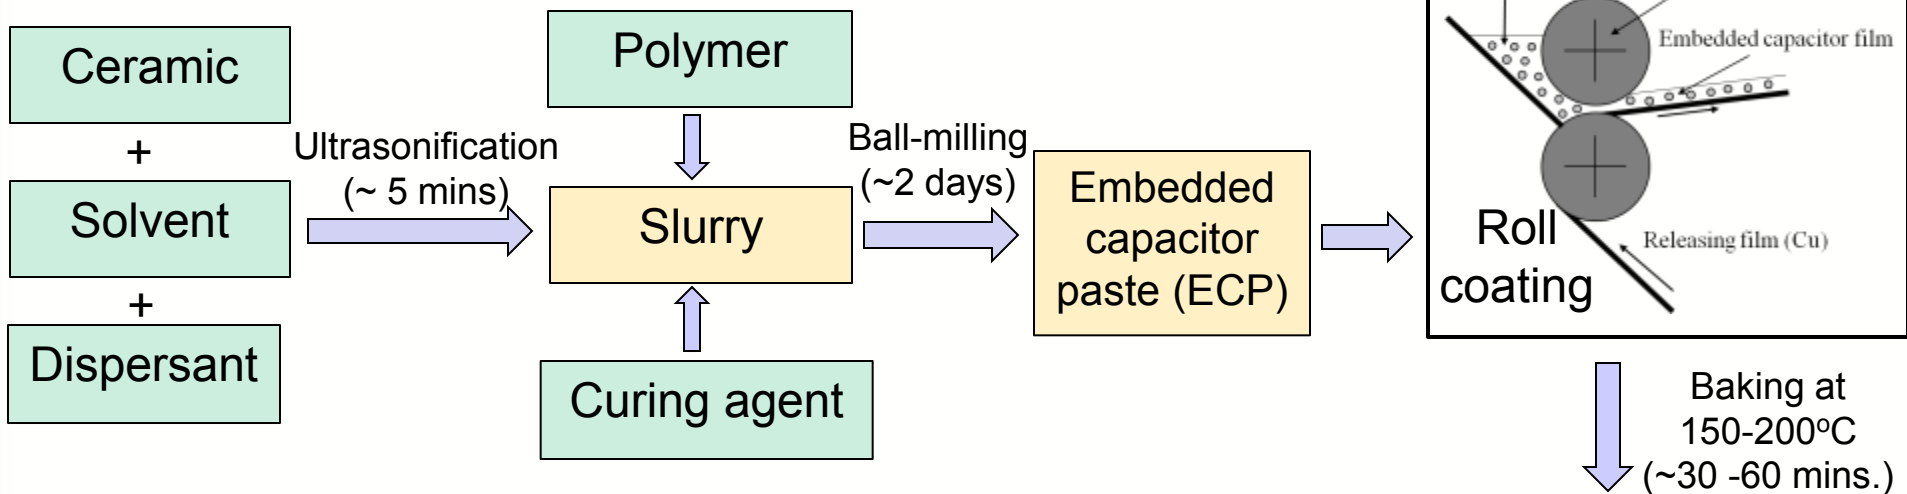 Ceramic
+
Solvent
+
Dispersant
Ultrasonification
(~ 5 mins)
Polymer
Slurry
Curing agent
Ball-milling
(~2 days)
Embedded
capacitor
paste (ECP)
Embedded capacitor film
Roll
coating
Releasing film (Cu)
Baking at
150-200ºC
(~30 -60 mins.)